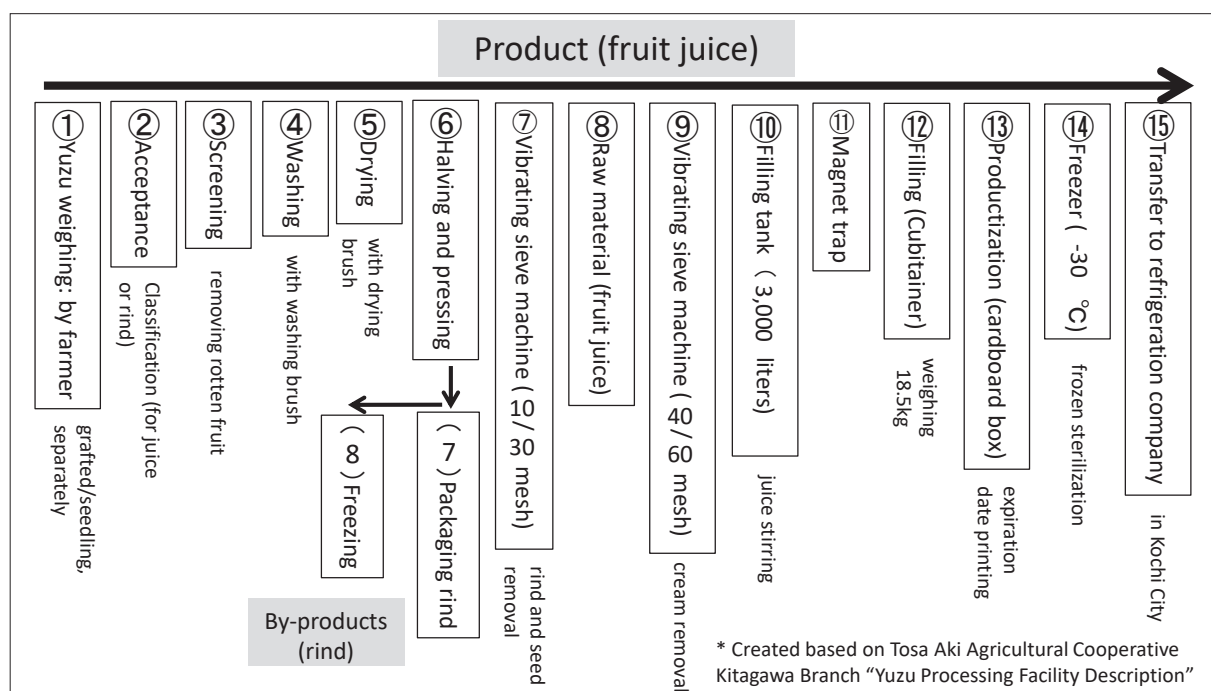 Product (fruit juice)
①Yuzu weighing: by farmer
grafted/seedling,
separately
②Acceptance
Classification (for juice
or rind)
③Screening
removing rotten fruit
④Washing
with washing brush
⑤Drying
with drying
brush
⑥Halving and pressing
(7)Packaging rind
(8)Freezing
By-products
(rind)
⑦Vibrating sieve machine (10/30 mesh)
rind and seed
removal
⑧Raw material (fruit juice)
⑨Vibrating sieve machine (40/60 mesh)
cream removal
⑩Filling tank (3,000 liters)
juice stirring
⑪Magnet trap
⑫Filling (Cubitainer)
weighing
18.5kg
⑬Productization (cardboard box)
expiration
date printing
⑭Freezer( -30 ℃)
frozen sterilization
⑮Transfer to refrigeration company
in Kochi City
* Created based on Tosa Aki Agricultural Cooperative
Kitagawa Branch “Yuzu Processing Facility Description”